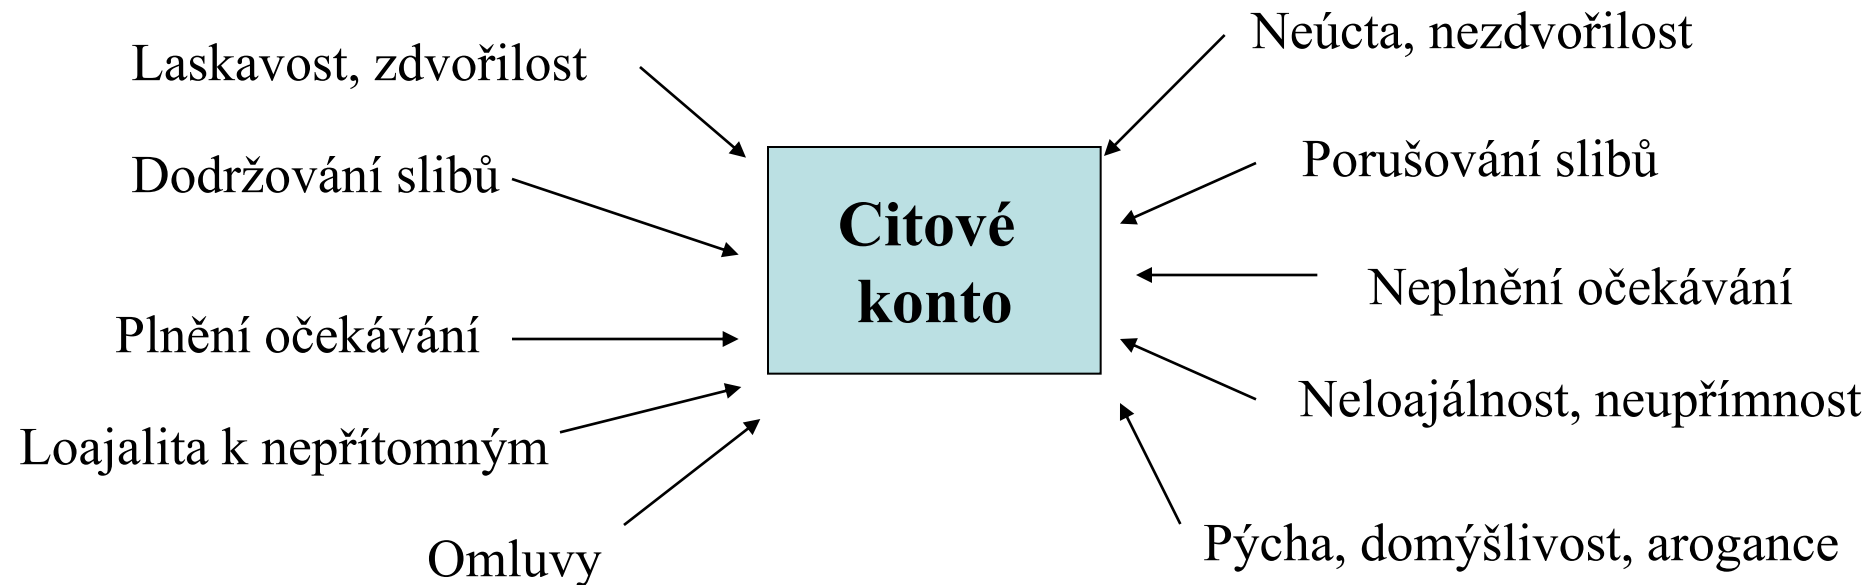 Laskavost, zdvořilost
Dodržování slibů
Plnění očekávání
Loajalita k nepřítomným
Omluvy
Citové
konto
Neúcta, nezdvořilost
Porušování slibů
Neplnění očekávání
Neloajálnost, neupřímnost
Pýcha, domýšlivost, arogance